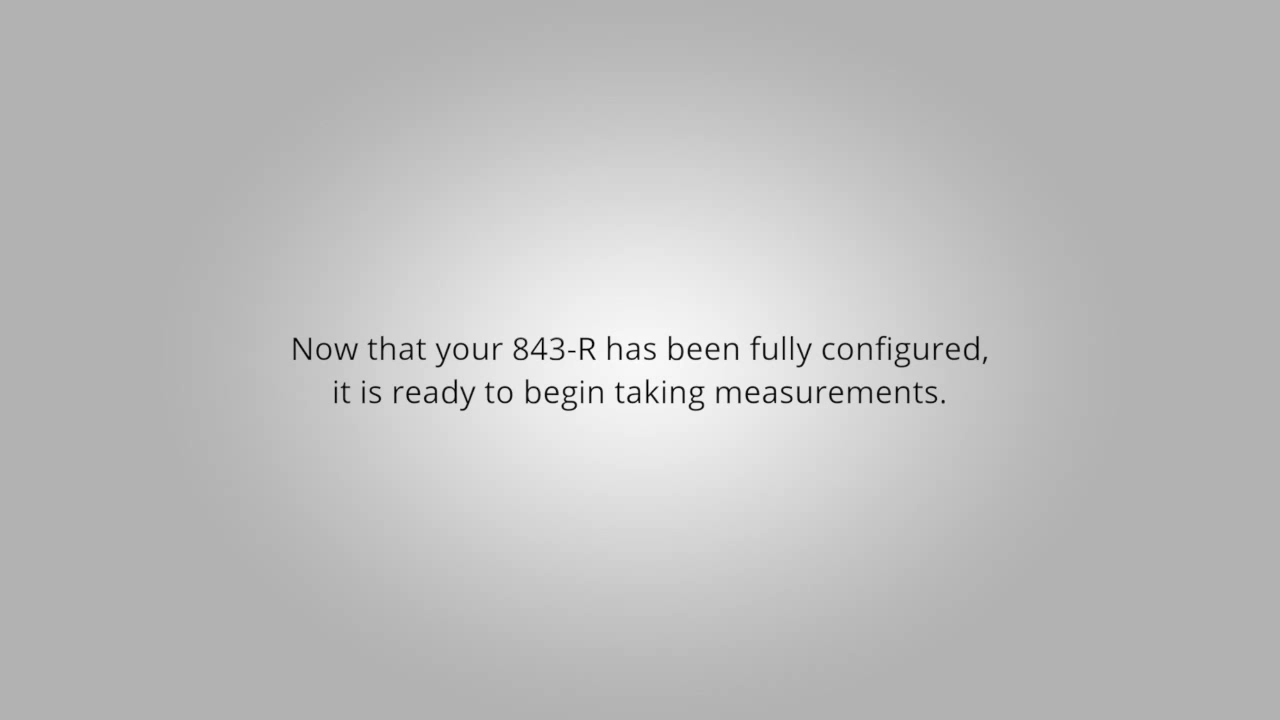 Now that your 843-R has been fully configured,
it is ready to begin taking measurements.